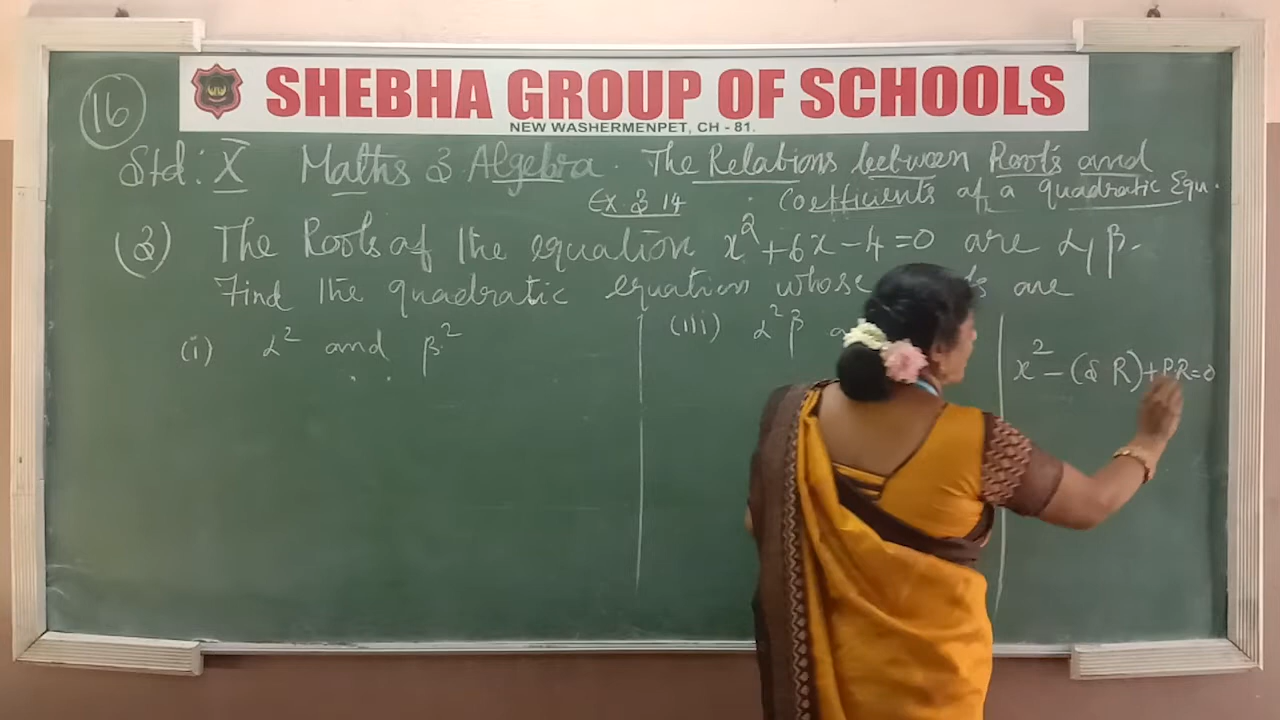 SHEBHA GROUP OF SCHOOLS
NEW WASHERMENPET, CH - 81.
16
Std: X Maths 3. Algebra. The Relations between Roots and
Ex. 3.14 Coefficients of a quadratic Equ.
(3) The Roots of the equation x² + 6x - 4 = 0 are α, β.
Find the quadratic equation whose are
(i) α² and β²
(iii) α²β
x² - (S R) + P.R = 0